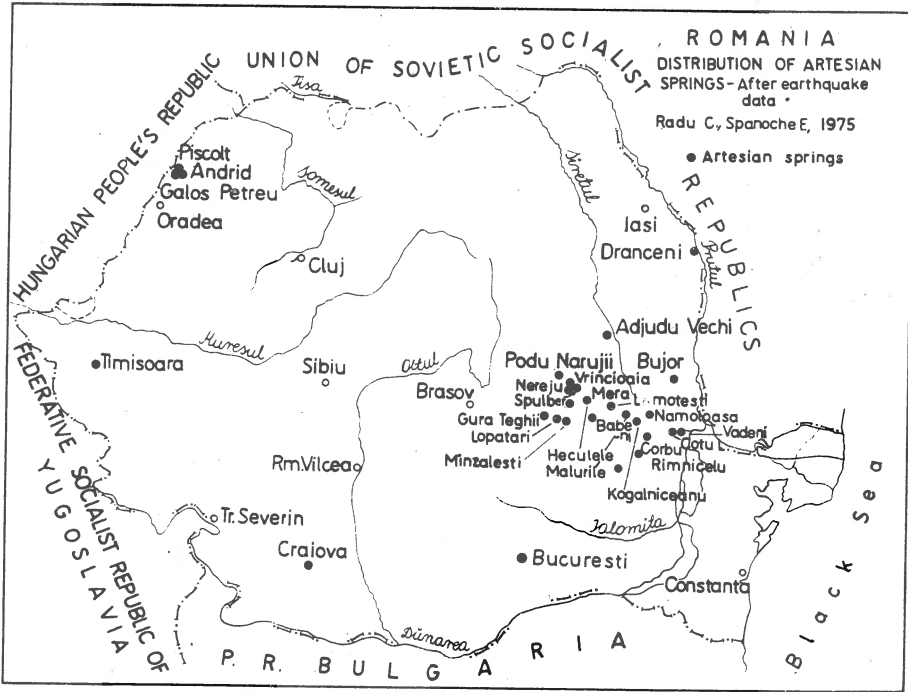 ROMANIA
DISTRIBUTION OF ARTESIAN
SPRINGS - After earthquake
data
Radu C., Spanoche E, 1975
Artesian springs
UNION OF SOVIETIC SOCIALIST REPUBLICS
HUNGARIAN PEOPLE'S REPUBLIC
Tisa
Piscolt
Andrid
Galos Petreu
Oradea
Somesul
Siretul
Iasi
Dranceni
Prutul
Cluj
Muresul
Adjudu Vechi
Timisoara
Sibiu
Oltul
Brasov
Podu Narujii
Bujor
Vrincioaia
Nereju
Mera
Spulber
Namoloasa
Gura Teghii
Babeni
Vadeni
Lopatari
Cotu L
Corbu
Minzalesti
Heculele
Rimnicelu
Malurile
Kogalniceanu
Rm.Vilcea
Tr. Severin
Ialomita
Craiova
Bucuresti
Constanta
Dunarea
FEDERATIVE SOCIALIST REPUBLIC OF
YUGOSLAVIA
P. R. BULGARIA
Black Sea